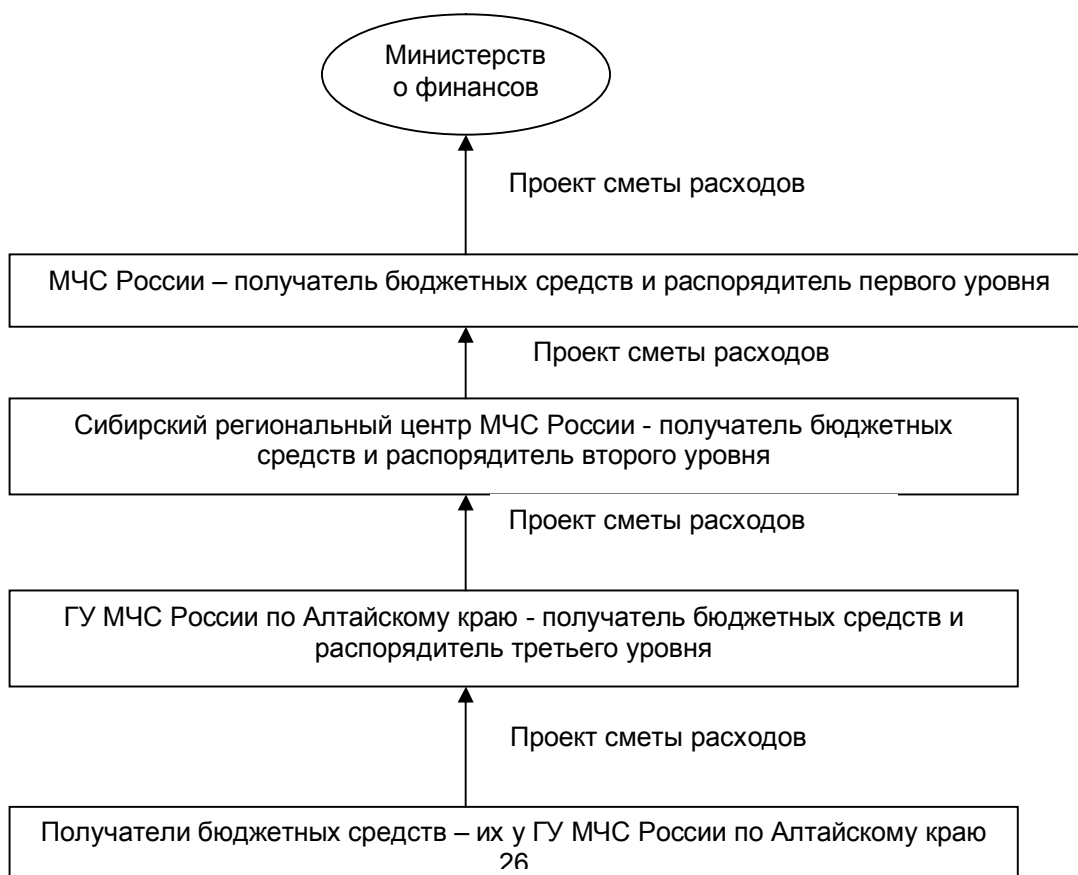 Министерств
о финансов
Проект сметы расходов
МЧС России – получатель бюджетных средств и распорядитель первого уровня
Проект сметы расходов
Сибирский региональный центр МЧС России - получатель бюджетных
средств и распорядитель второго уровня
Проект сметы расходов
ГУ МЧС России по Алтайскому краю - получатель бюджетных средств и
распорядитель третьего уровня
Проект сметы расходов
Получатели бюджетных средств – их у ГУ МЧС России по Алтайскому краю
26